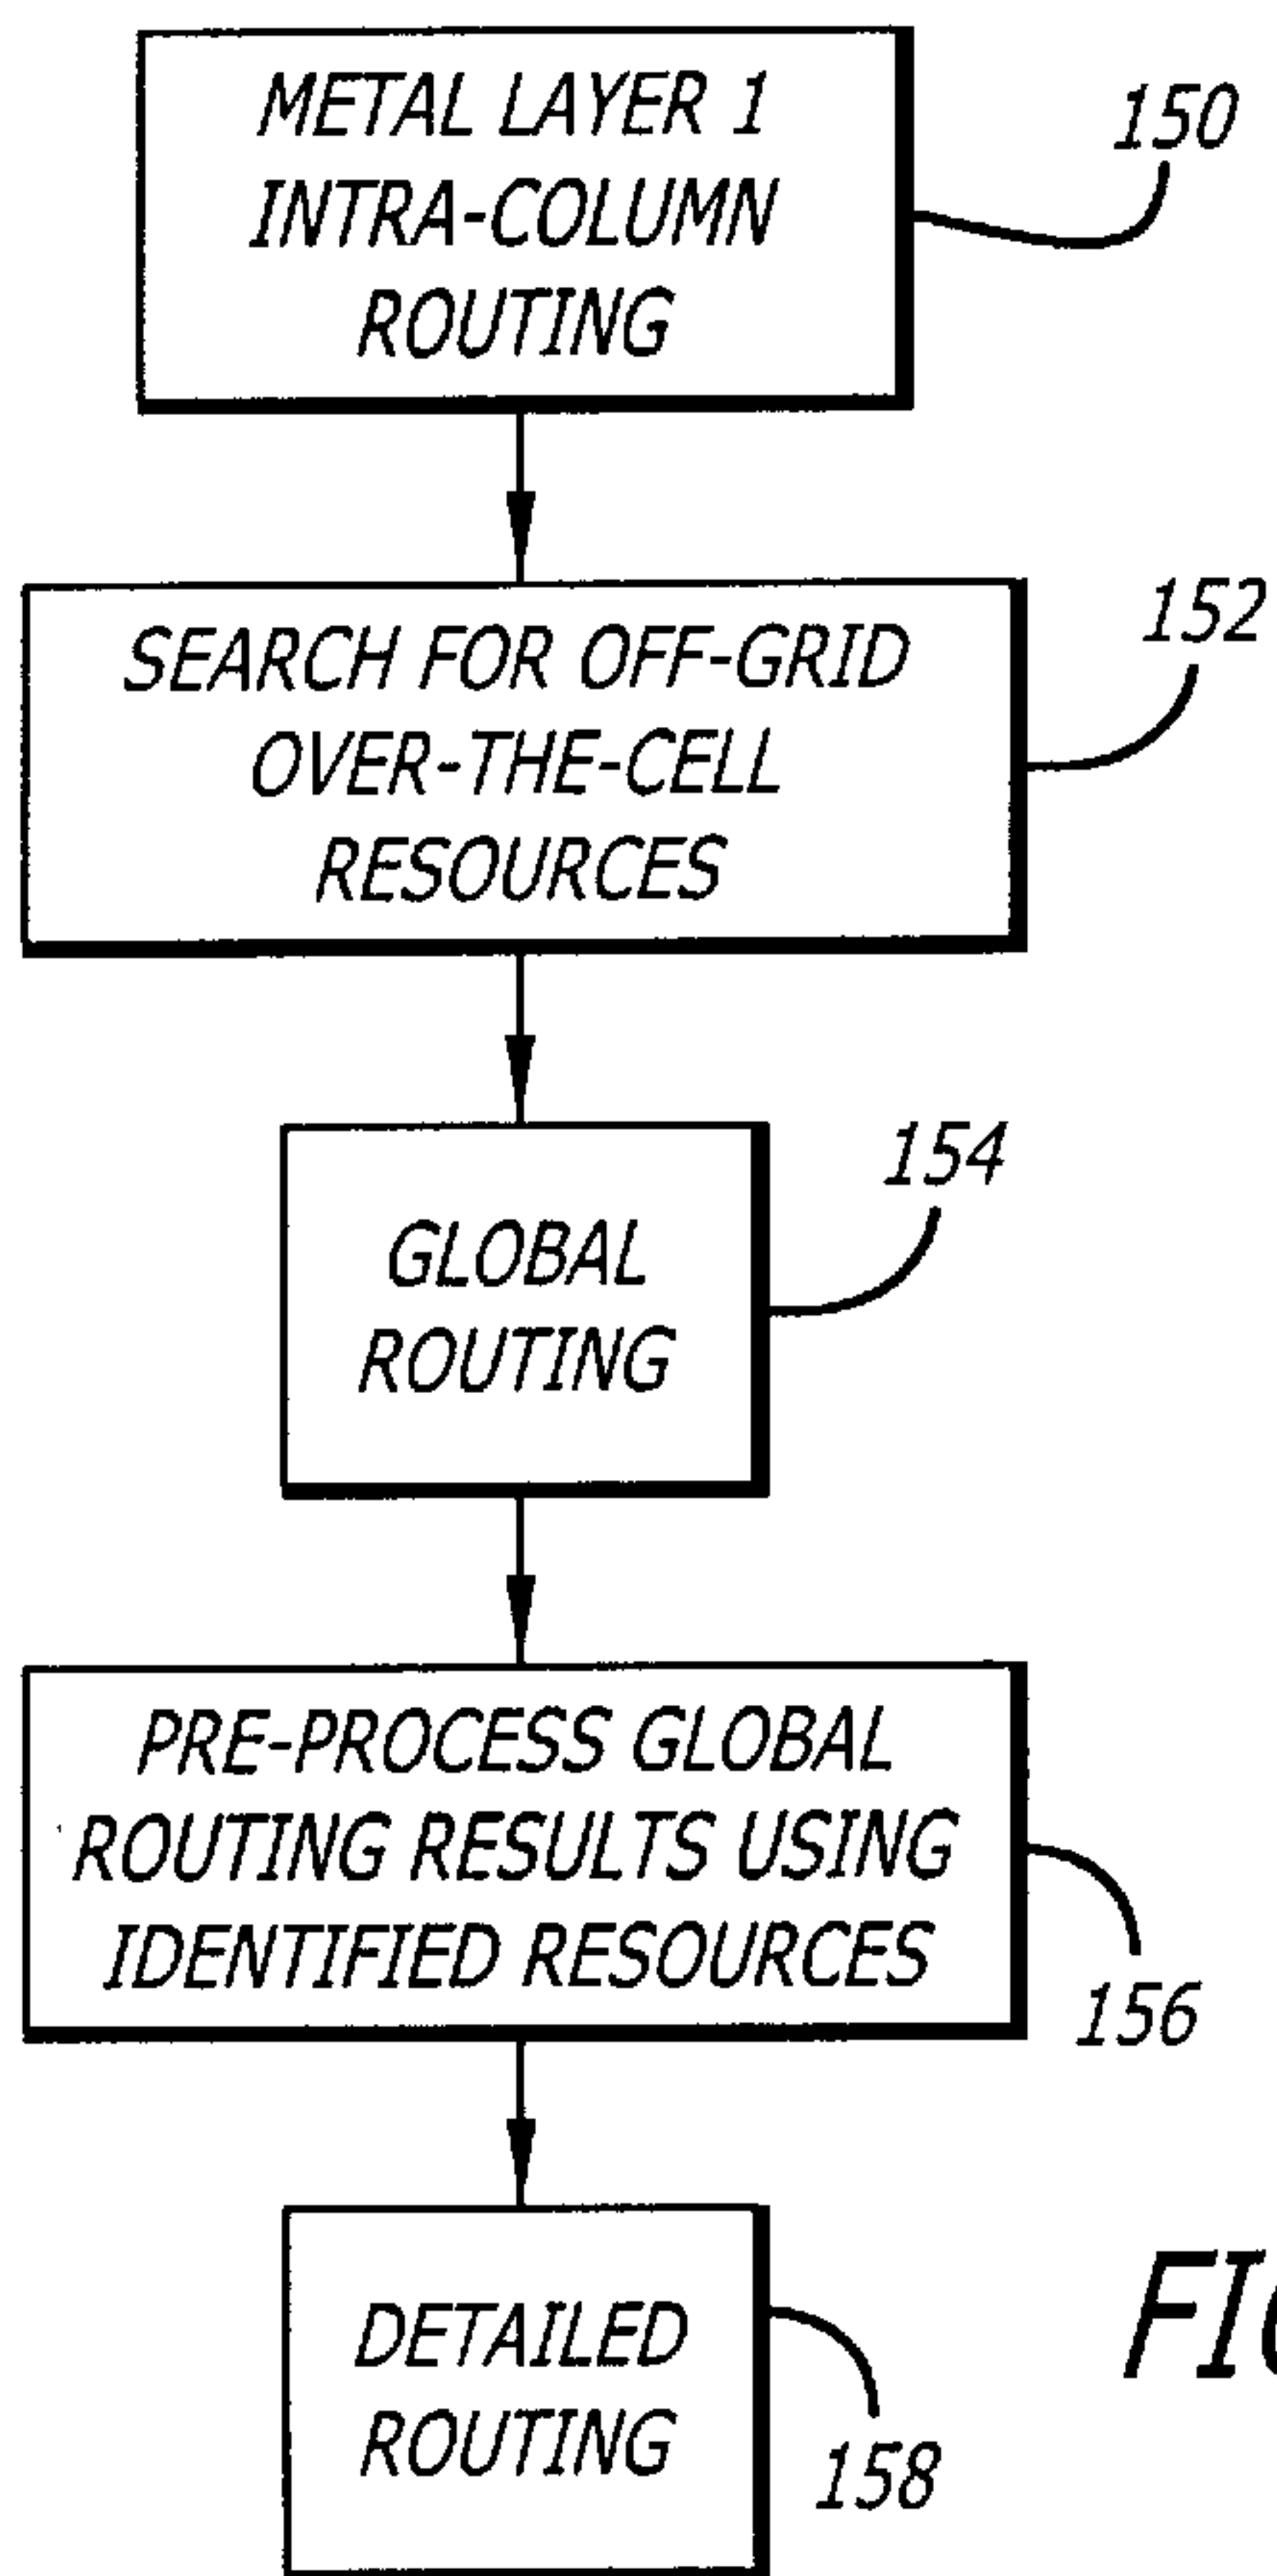 METAL LAYER 1
INTRA-COLUMN
ROUTING
150
SEARCH FOR OFF-GRID
OVER-THE-CELL
RESOURCES
152
GLOBAL
ROUTING
154
PRE-PROCESS GLOBAL
ROUTING RESULTS USING
IDENTIFIED RESOURCES
156
DETAILED
ROUTING
158